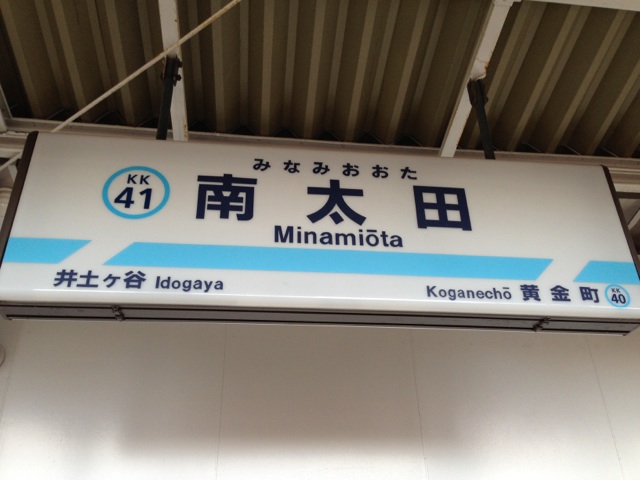 みなみおおた
KK
41
南太田
Minamiōta
井土ヶ谷 Idogaya
Koganechō 黄金町
KK
40